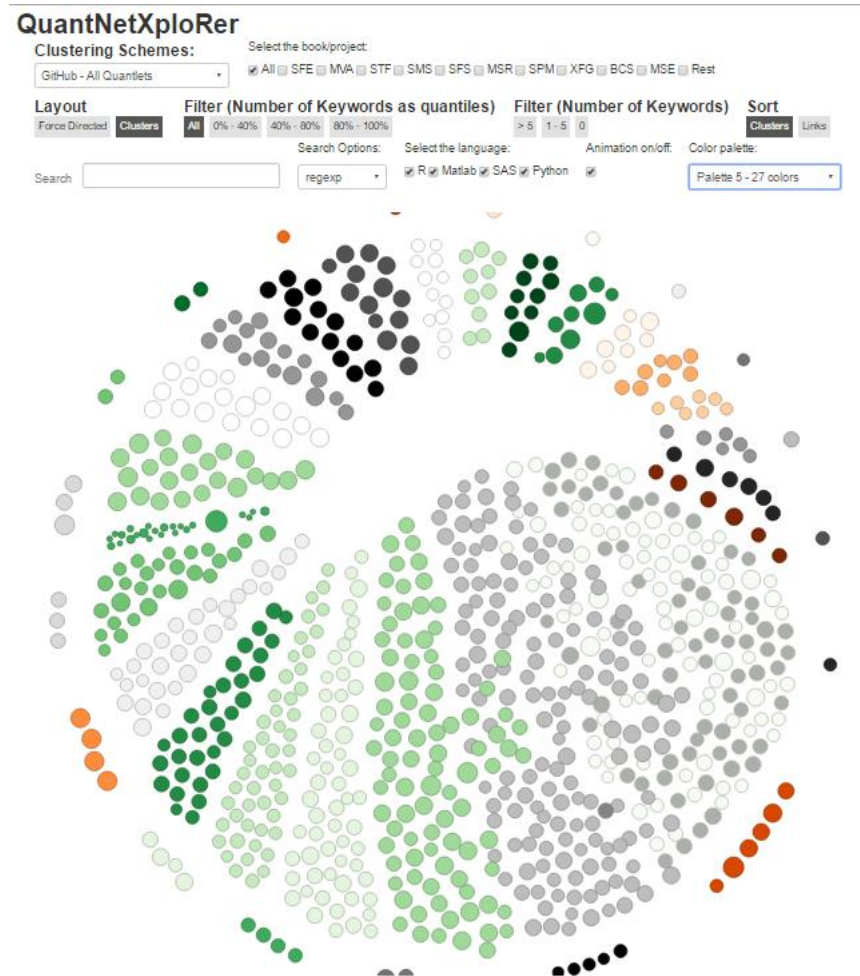 QuantNetXploRer
Clustering Schemes:
Select the book/project:
GitHub - All Quantlets
All SFE MVA STF SMS SFS MSR SPM XFG BCS MSE Rest
Layout Filter (Number of Keywords as quantiles) Filter (Number of Keywords) Sort
Force Directed Clusters All 0% - 40% 40% - 80% 80% - 100% > 5 1 - 5 0 Clusters Links
Search Options: Select the language: Animation on/off: Color palette:
Search regexp R Matlab SAS Python Palette 5 - 27 colors